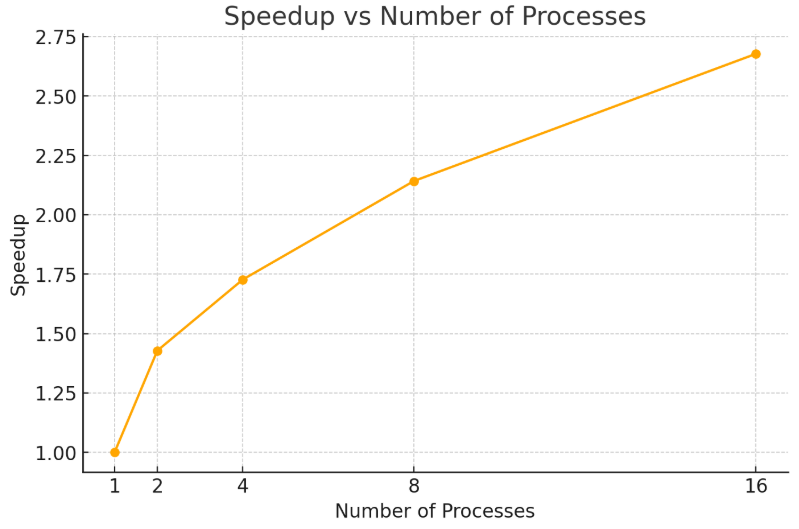 Speedup vs Number of Processes
2.75
2.50
2.25
2.00
1.75
1.50
1.25
1.00
Speedup
1 2 4 8 16
Number of Processes